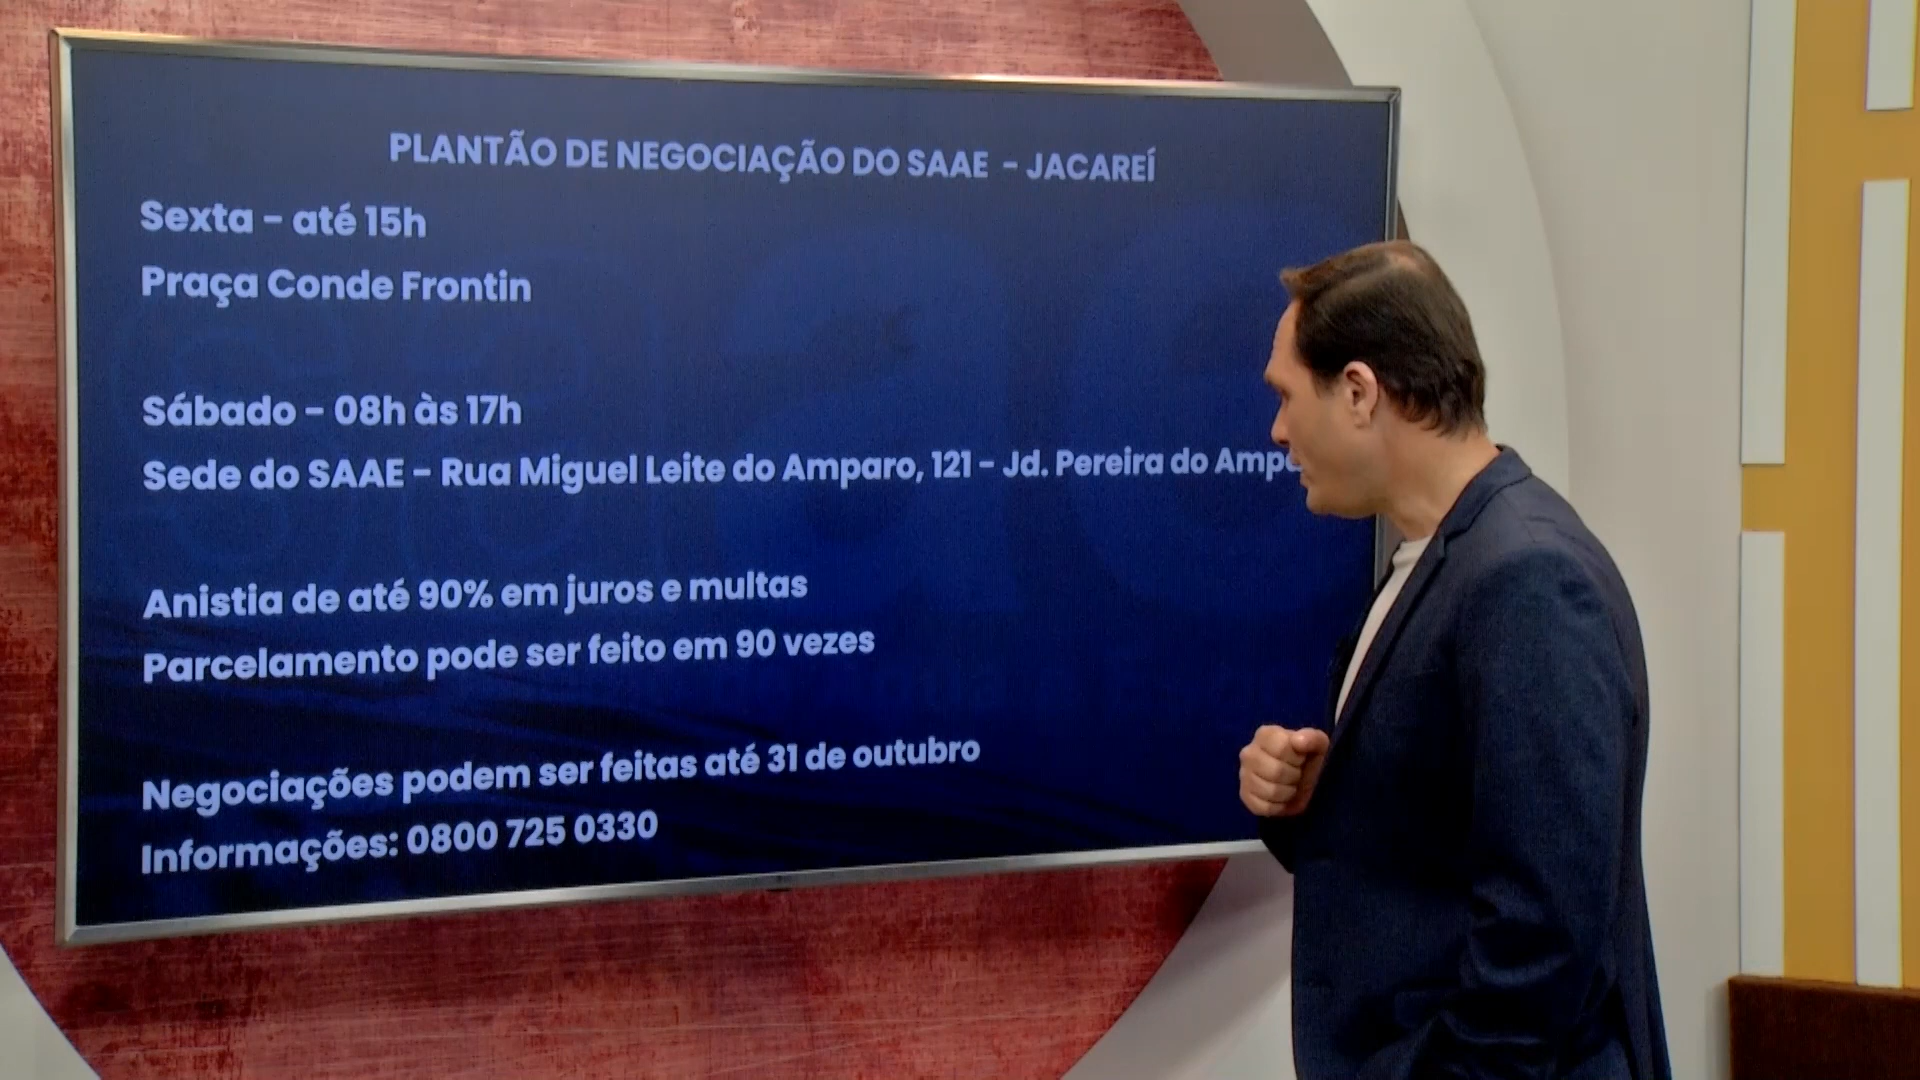 PLANTÃO DE NEGOCIAÇÃO DO SAAE - JACAREÍ
Sexta - até 15h
Praça Conde Frontin
Sábado - 08h às 17h
Sede do SAAE - Rua Miguel Leite do Amparo, 121 - Jd. Pereira do
Anistia de até 90% em juros e multas
Parcelamento pode ser feito em 90 vezes
Negociações podem ser feitas até 31 de outubro
Informações: 0800 725 0330